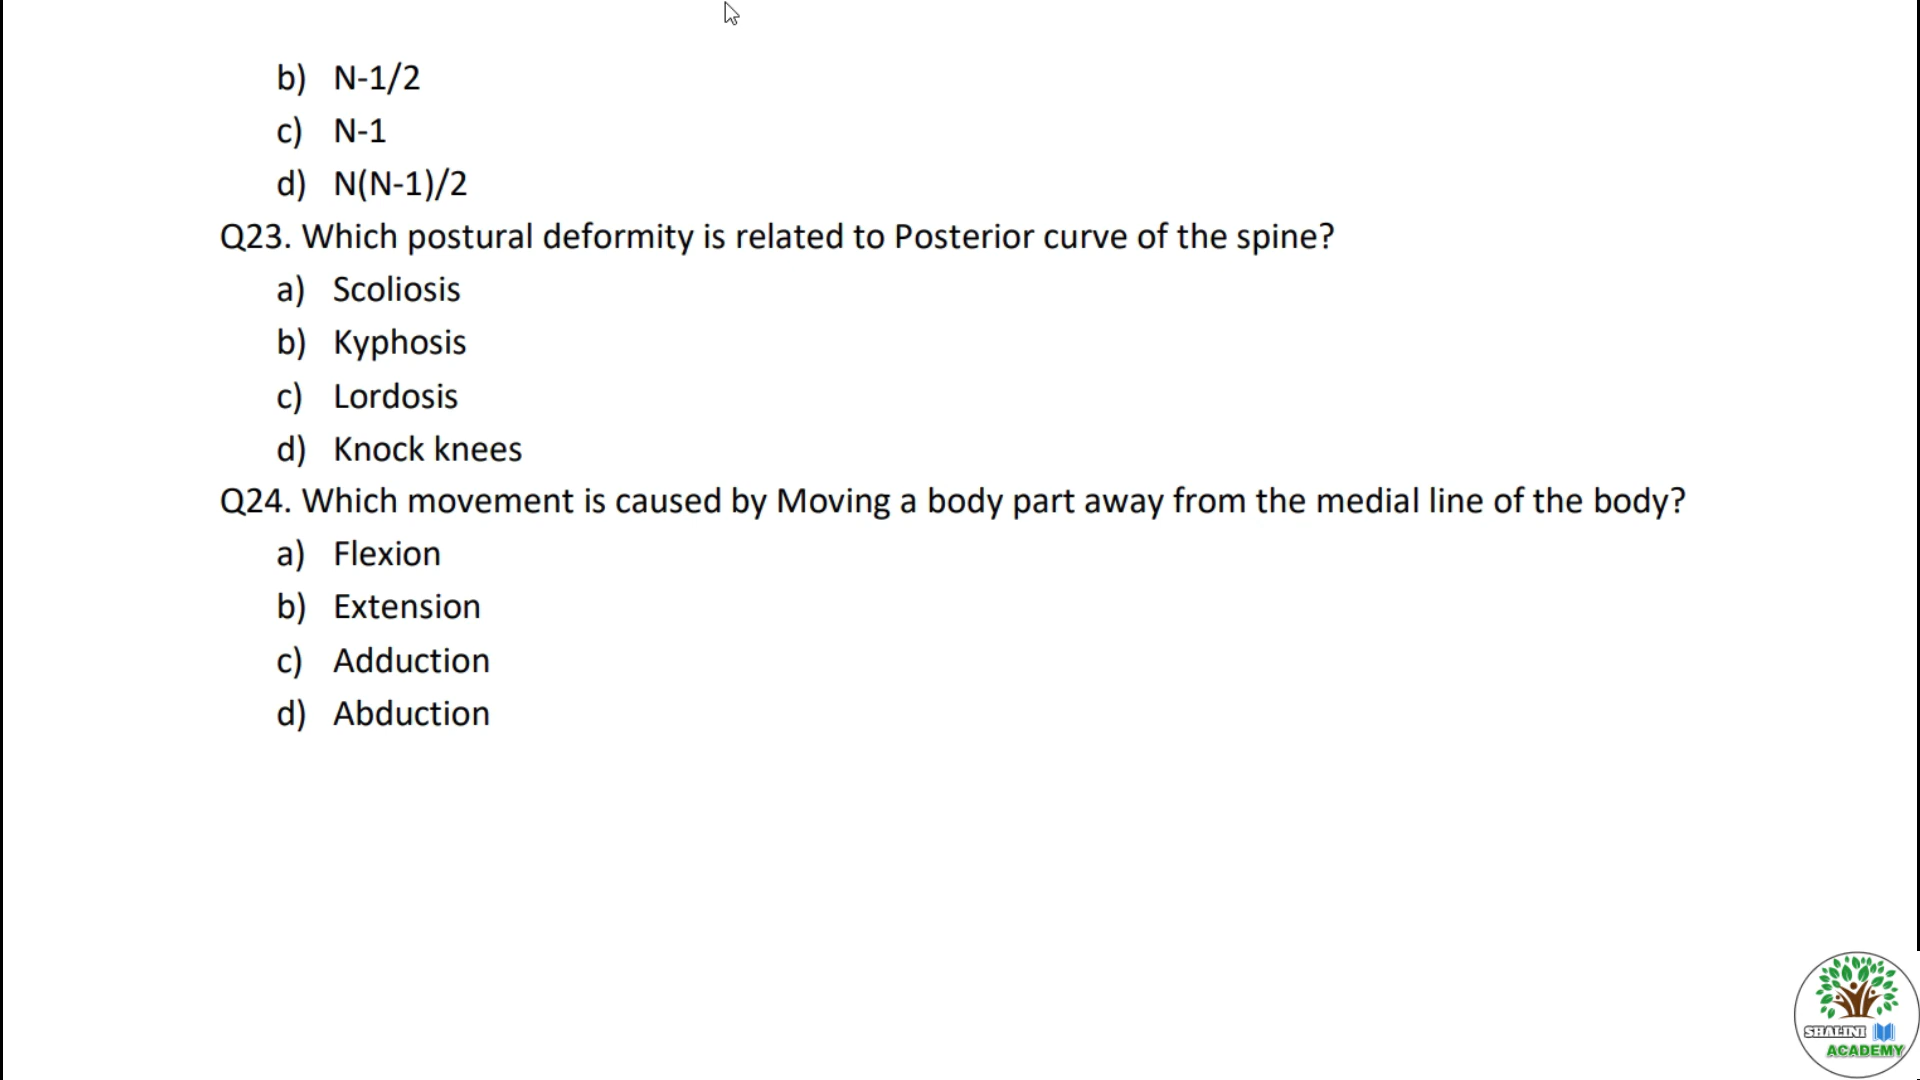 b) N-1/2
c) N-1
d) N(N-1)/2
Q23. Which postural deformity is related to Posterior curve of the spine?
a) Scoliosis
b) Kyphosis
c) Lordosis
d) Knock knees
Q24. Which movement is caused by Moving a body part away from the medial line of the body?
a) Flexion
b) Extension
c) Adduction
d) Abduction
SHALINI
ACADEMY